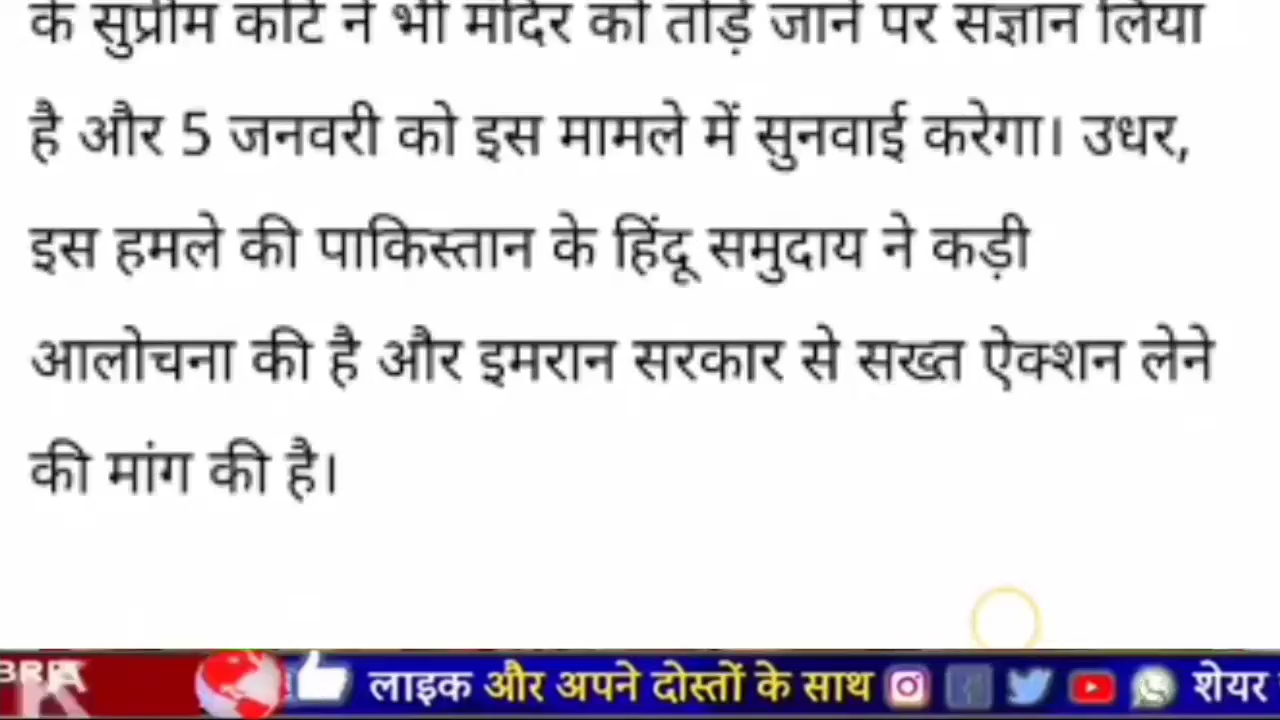 के सुप्रीम कोर्ट ने भी मंदिर को तोड़े जाने पर संज्ञान लिया
है और 5 जनवरी को इस मामले में सुनवाई करेगा। उधर,
इस हमले की पाकिस्तान के हिंदू समुदाय ने कड़ी
आलोचना की है और इमरान सरकार से सख्त ऐक्शन लेने
की मांग की है।
लाइक और अपने दोस्तों के साथ शेयर